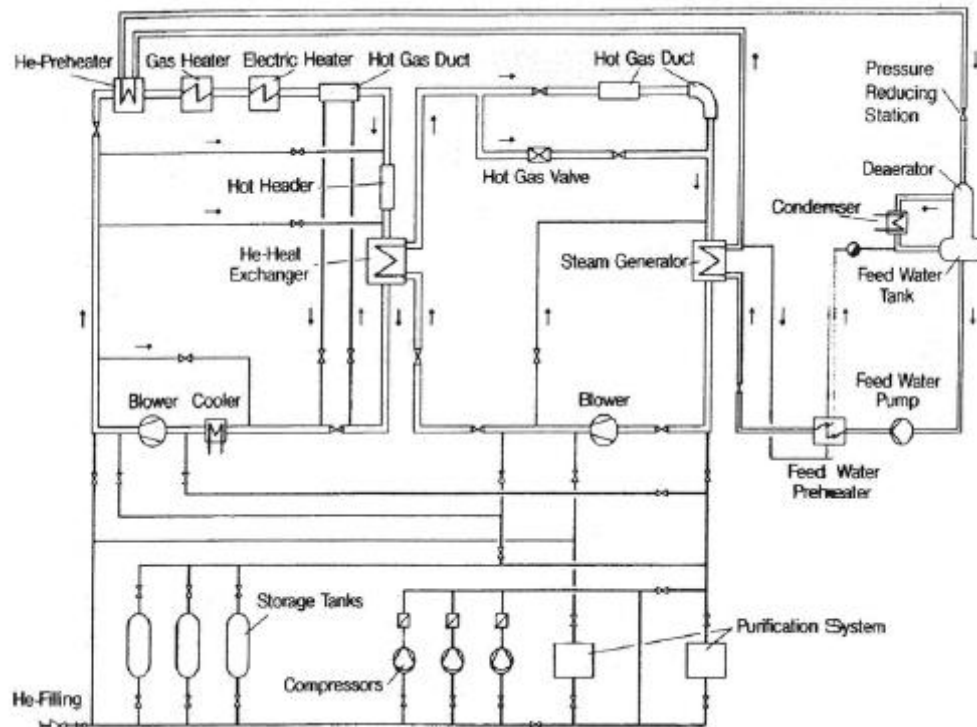 He-Preheater
Gas Heater
Electric Heater
Hot Gas Duct
Hot Gas Duct
Pressure
Reducing
Station
Hot Gas Valve
Deaerator
Hot Header
Condemser
He-Heat
Exchanger
Steam Generator
Feed Water
Tank
Blower
Cooler
Blower
Feed Water
Pump
Feed Water
Preheater
Storage Tanks
Compressors
Purification System
He-Filling